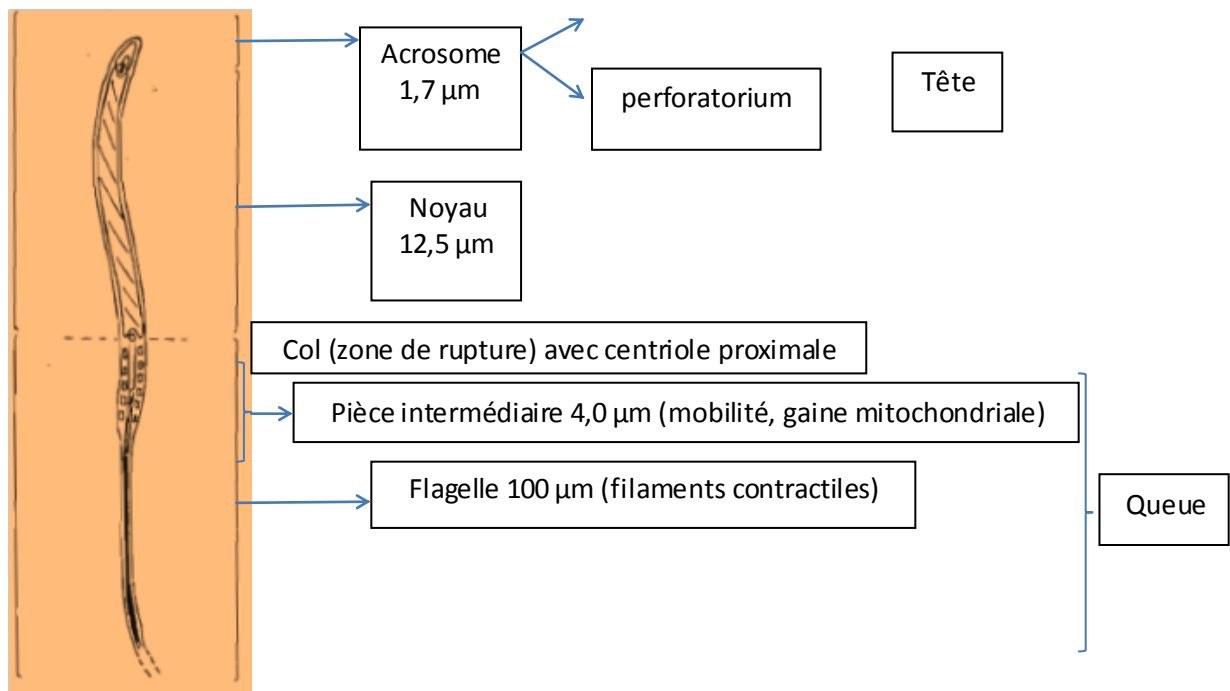 Acrosome
1,7 µm
perforatorium
Tête
Noyau
12,5 µm
Col (zone de rupture) avec centriole proximale
Pièce intermédiaire 4,0 µm (mobilité, gaine mitochondriale)
Flagelle 100 µm (filaments contractiles)
Queue